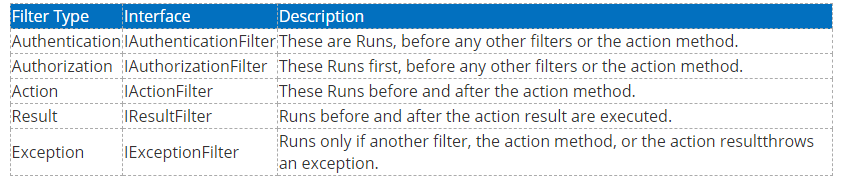 Filter Type Interface Description
Authentication IAuthenticationFilter These are Runs, before any other filters or the action method.
Authorization IAuthorizationFilter These Runs first, before any other filters or the action method.
Action IActionFilter These Runs before and after the action method.
Result IResultFilter Runs before and after the action result are executed.
Exception IExceptionFilter Runs only if another filter, the action method, or the action resultthrows
an exception.